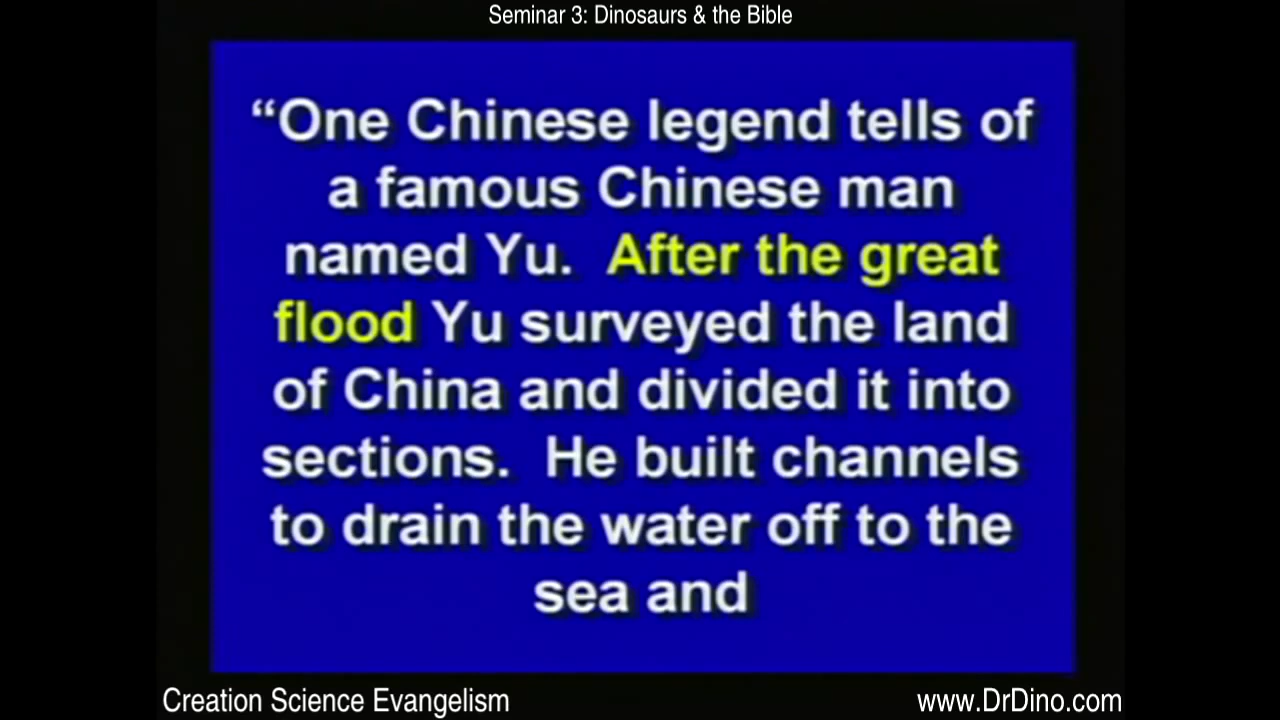 Seminar 3: Dinosaurs & the Bible
“One Chinese legend tells of
a famous Chinese man
named Yu. After the great
flood Yu surveyed the land
of China and divided it into
sections. He built channels
to drain the water off to the
sea and
Creation Science Evangelism
www.DrDino.com